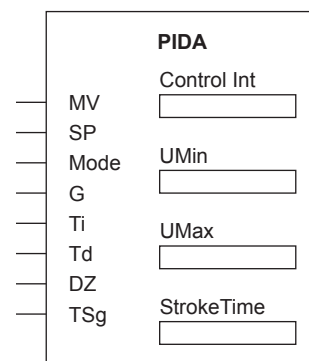 PIDA
Control Int
MV
SP
Mode
UMin
G
Ti
UMax
Td
DZ
TSg
StrokeTime